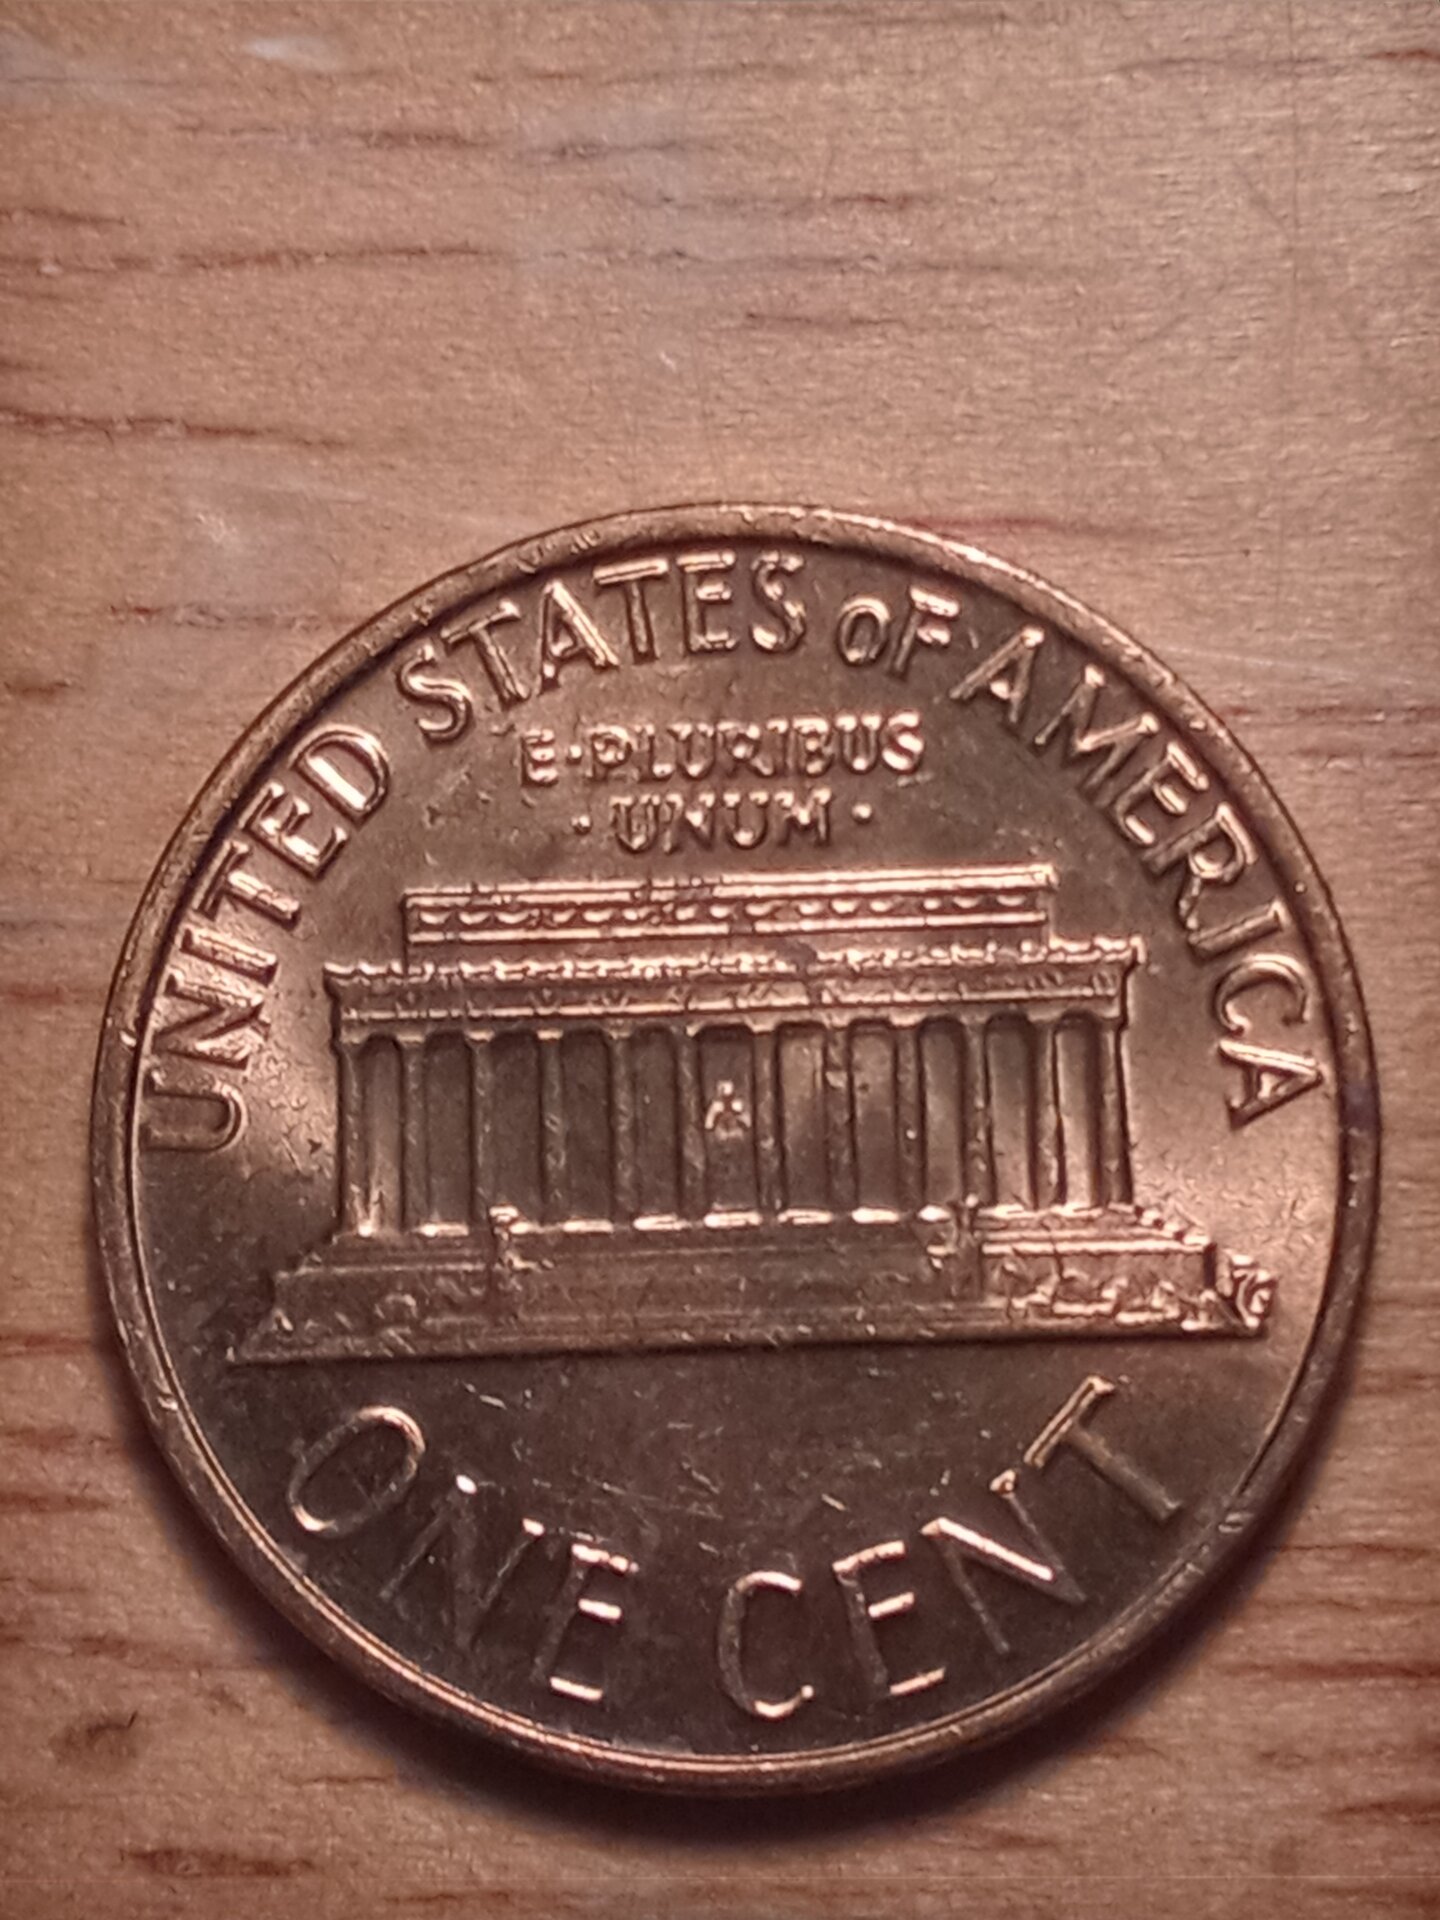 UNITED STATES OF AMERICA
E·PLURIBUS
·UNUM·
ONE CENT